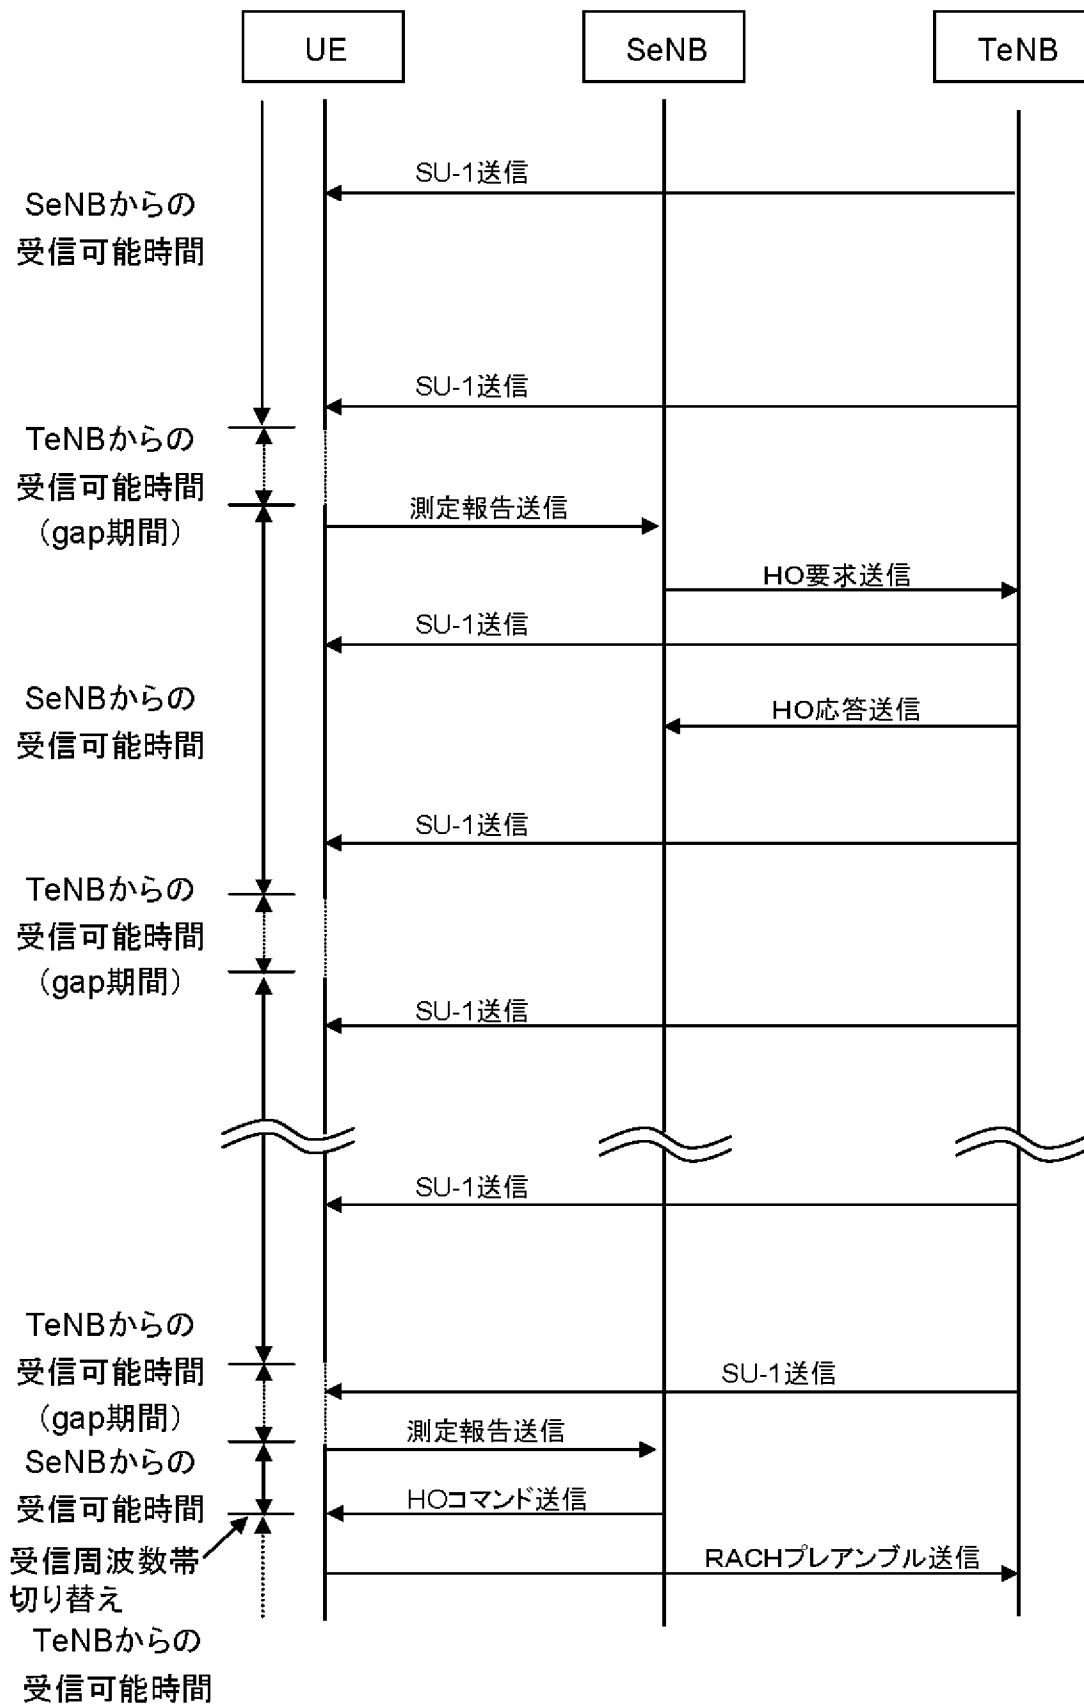 UE
SeNB
TeNB
SU-1送信
SeNBからの
受信可能時間
SU-1送信
TeNBからの
受信可能時間
（gap期間）
測定報告送信
HO要求送信
SU-1送信
SeNBからの
受信可能時間
HO応答送信
SU-1送信
TeNBからの
受信可能時間
（gap期間）
SU-1送信
SU-1送信
TeNBからの
受信可能時間
（gap期間）
SU-1送信
測定報告送信
SeNBからの
受信可能時間
HOコマンド送信
受信周波数帯
切り替え
RACHプレアンブル送信
TeNBからの
受信可能時間